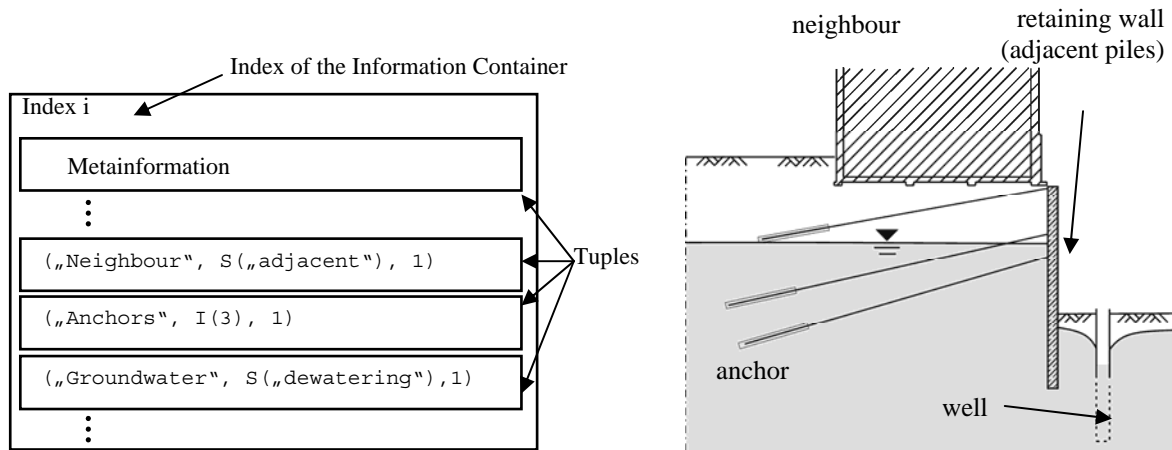 Index of the Information Container
Index i
Metainformation
(„Neighbour“, S(„adjacent“), 1)
(„Anchors“, I(3), 1)
(„Groundwater“, S(„dewatering“),1)
Tuples
neighbour
retaining wall
(adjacent piles)
anchor
well